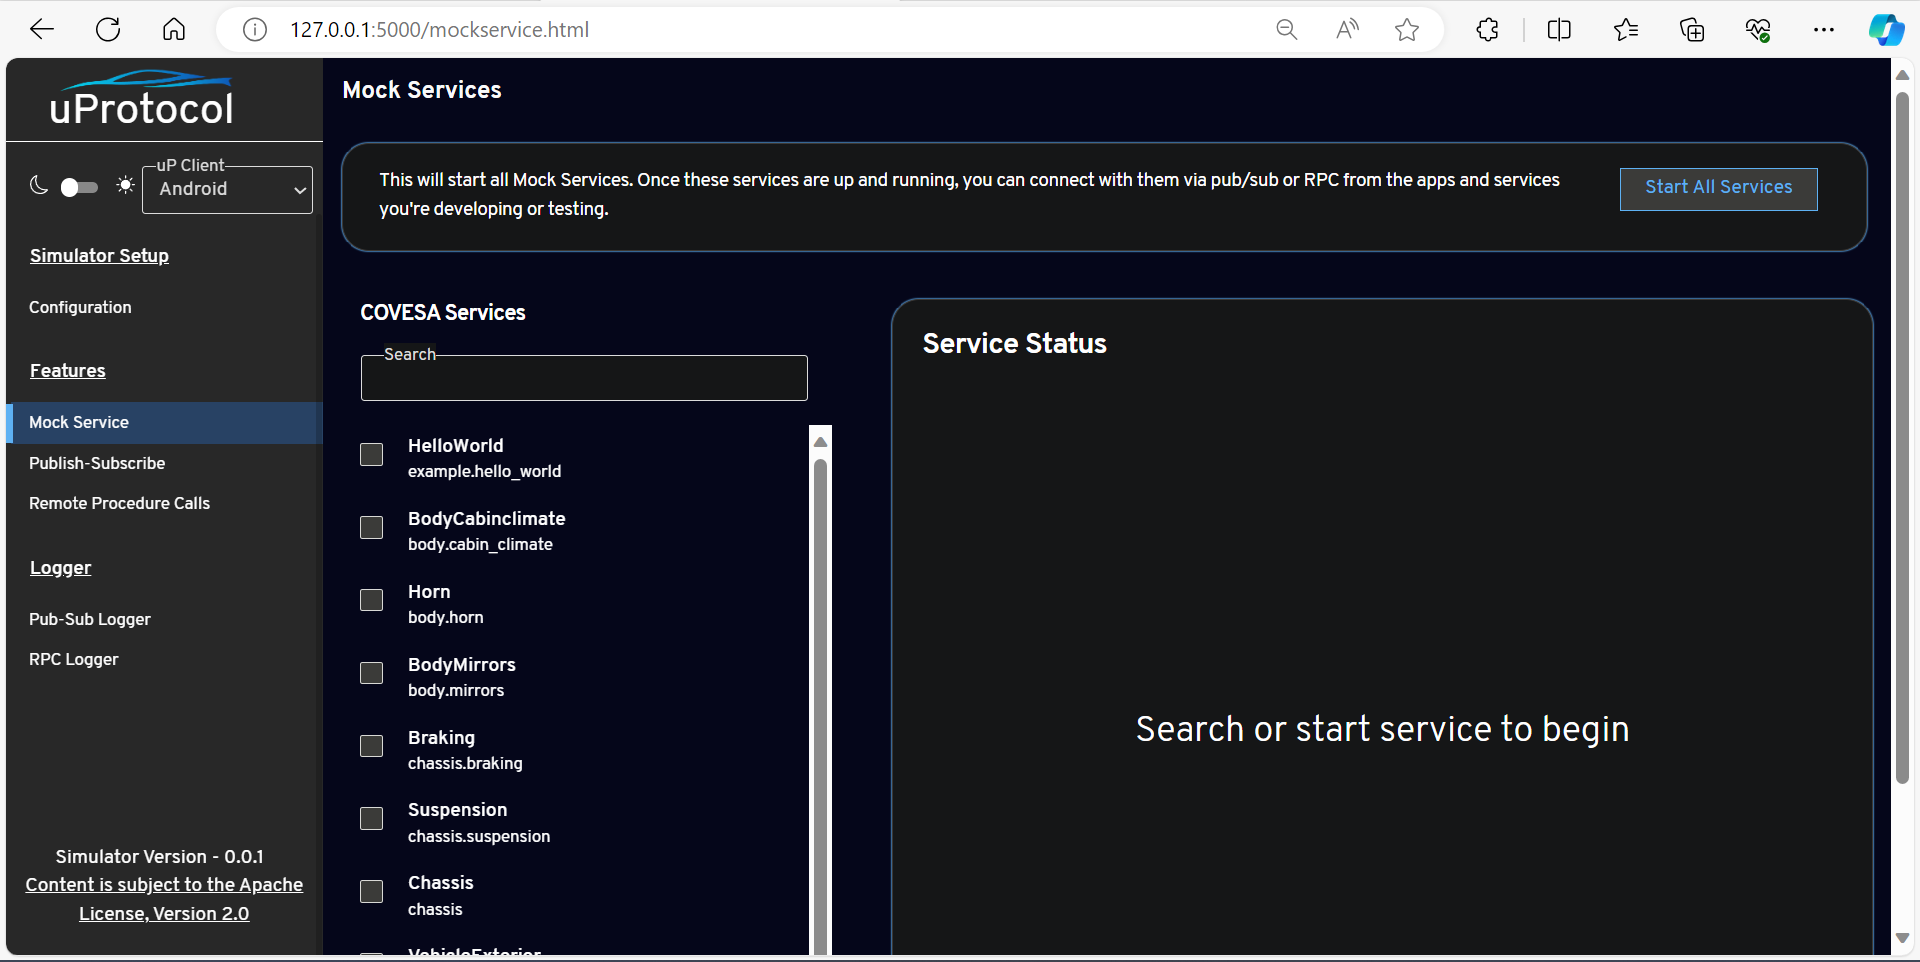 127.0.0.1:5000/mockservice.html
uProtocol
uP Client
Android
Simulator Setup
Configuration
Features
Mock Service
Publish-Subscribe
Remote Procedure Calls
Logger
Pub-Sub Logger
RPC Logger
Simulator Version - 0.0.1
Content is subject to the Apache
License, Version 2.0
Mock Services
This will start all Mock Services. Once these services are up and running, you can connect with them via pub/sub or RPC from the apps and services
you're developing or testing.
Start All Services
COVESA Services
Search
HelloWorld
example.hello_world
BodyCabinclimate
body.cabin_climate
Horn
body.horn
BodyMirrors
body.mirrors
Braking
chassis.braking
Suspension
chassis.suspension
Chassis
chassis
VehicleExterior
Service Status
Search or start service to begin